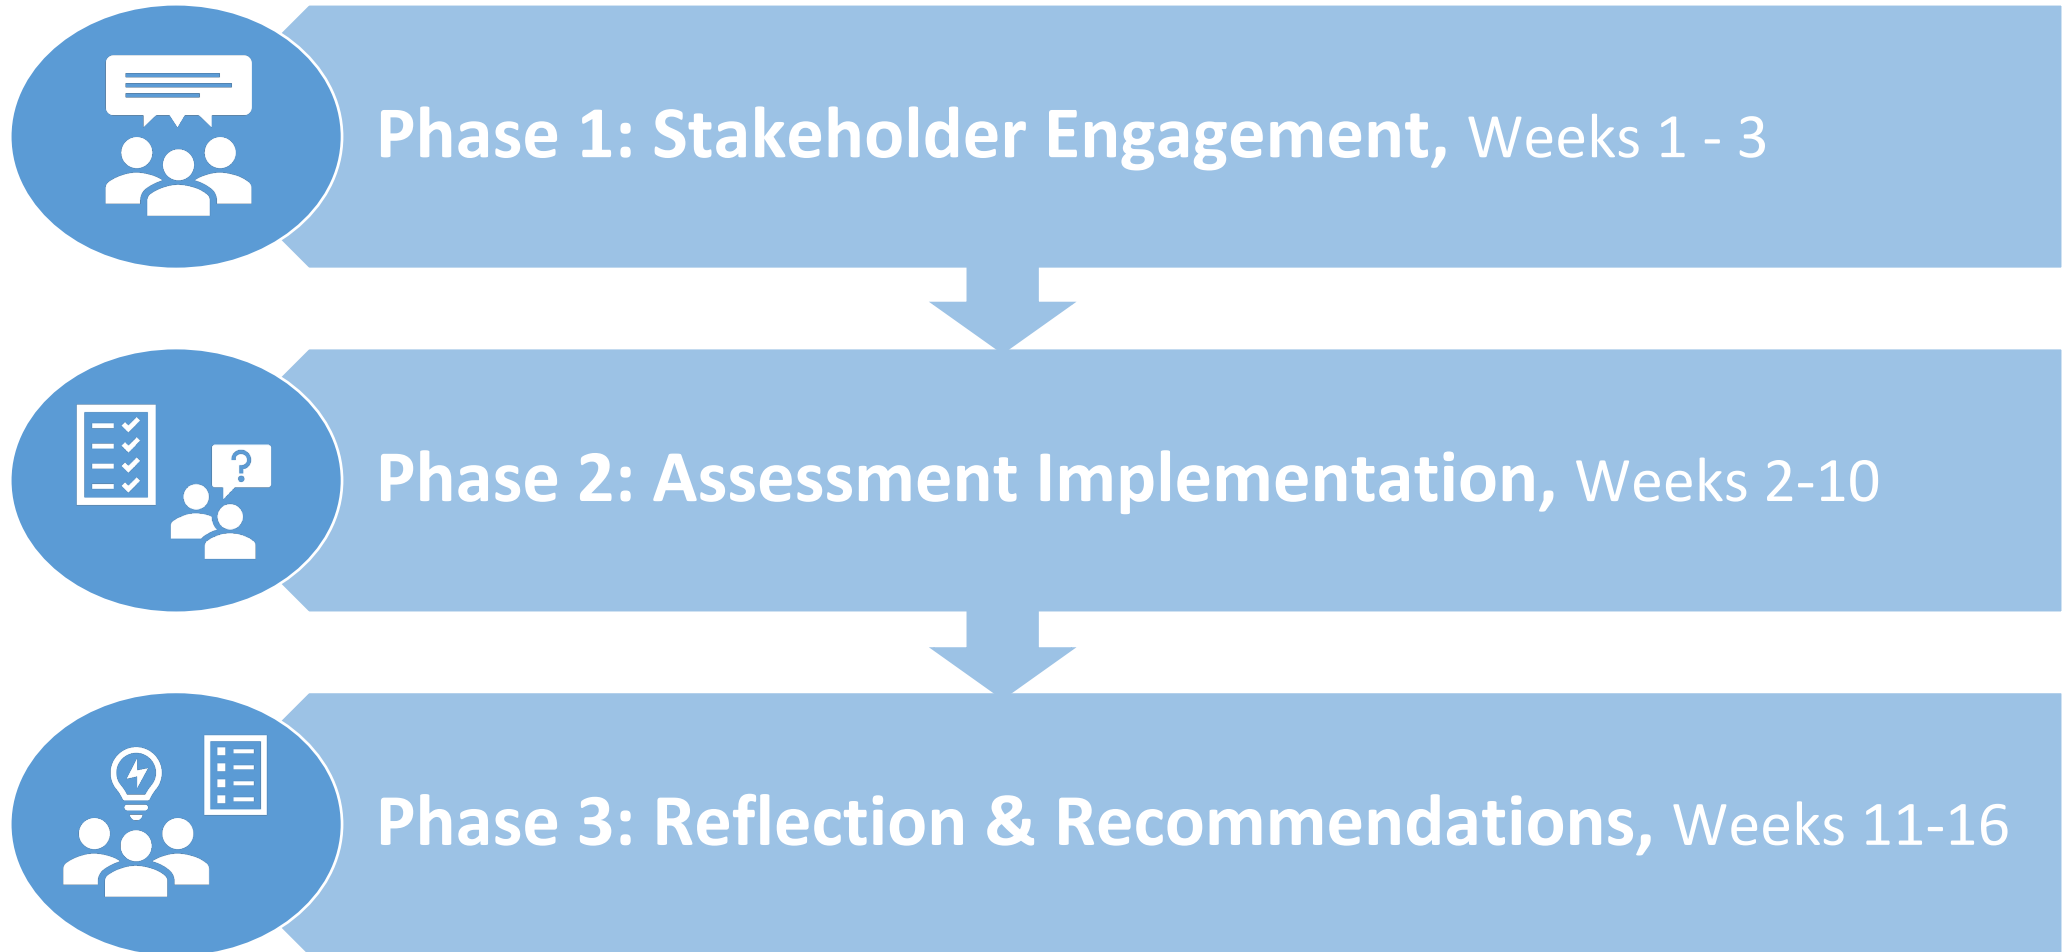 Phase 1: Stakeholder Engagement, Weeks 1 - 3
?
Phase 2: Assessment Implementation, Weeks 2-10
Phase 3: Reflection & Recommendations, Weeks 11-16